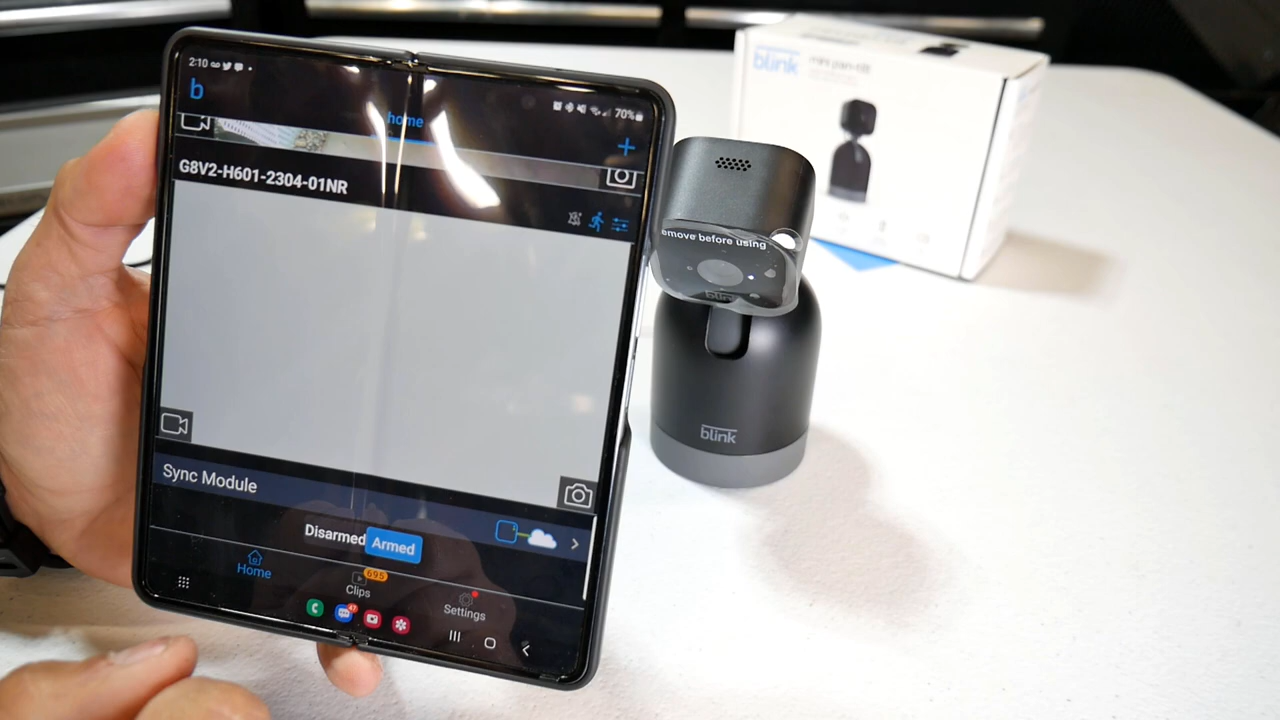 2:10
70%
b
home
+
G8V2-H601-2304-01NR
Sync Module
Disarmed Armed
Home
695
Clips
Settings
47
blink
mini pan-tilt
emove before using
blink
blink